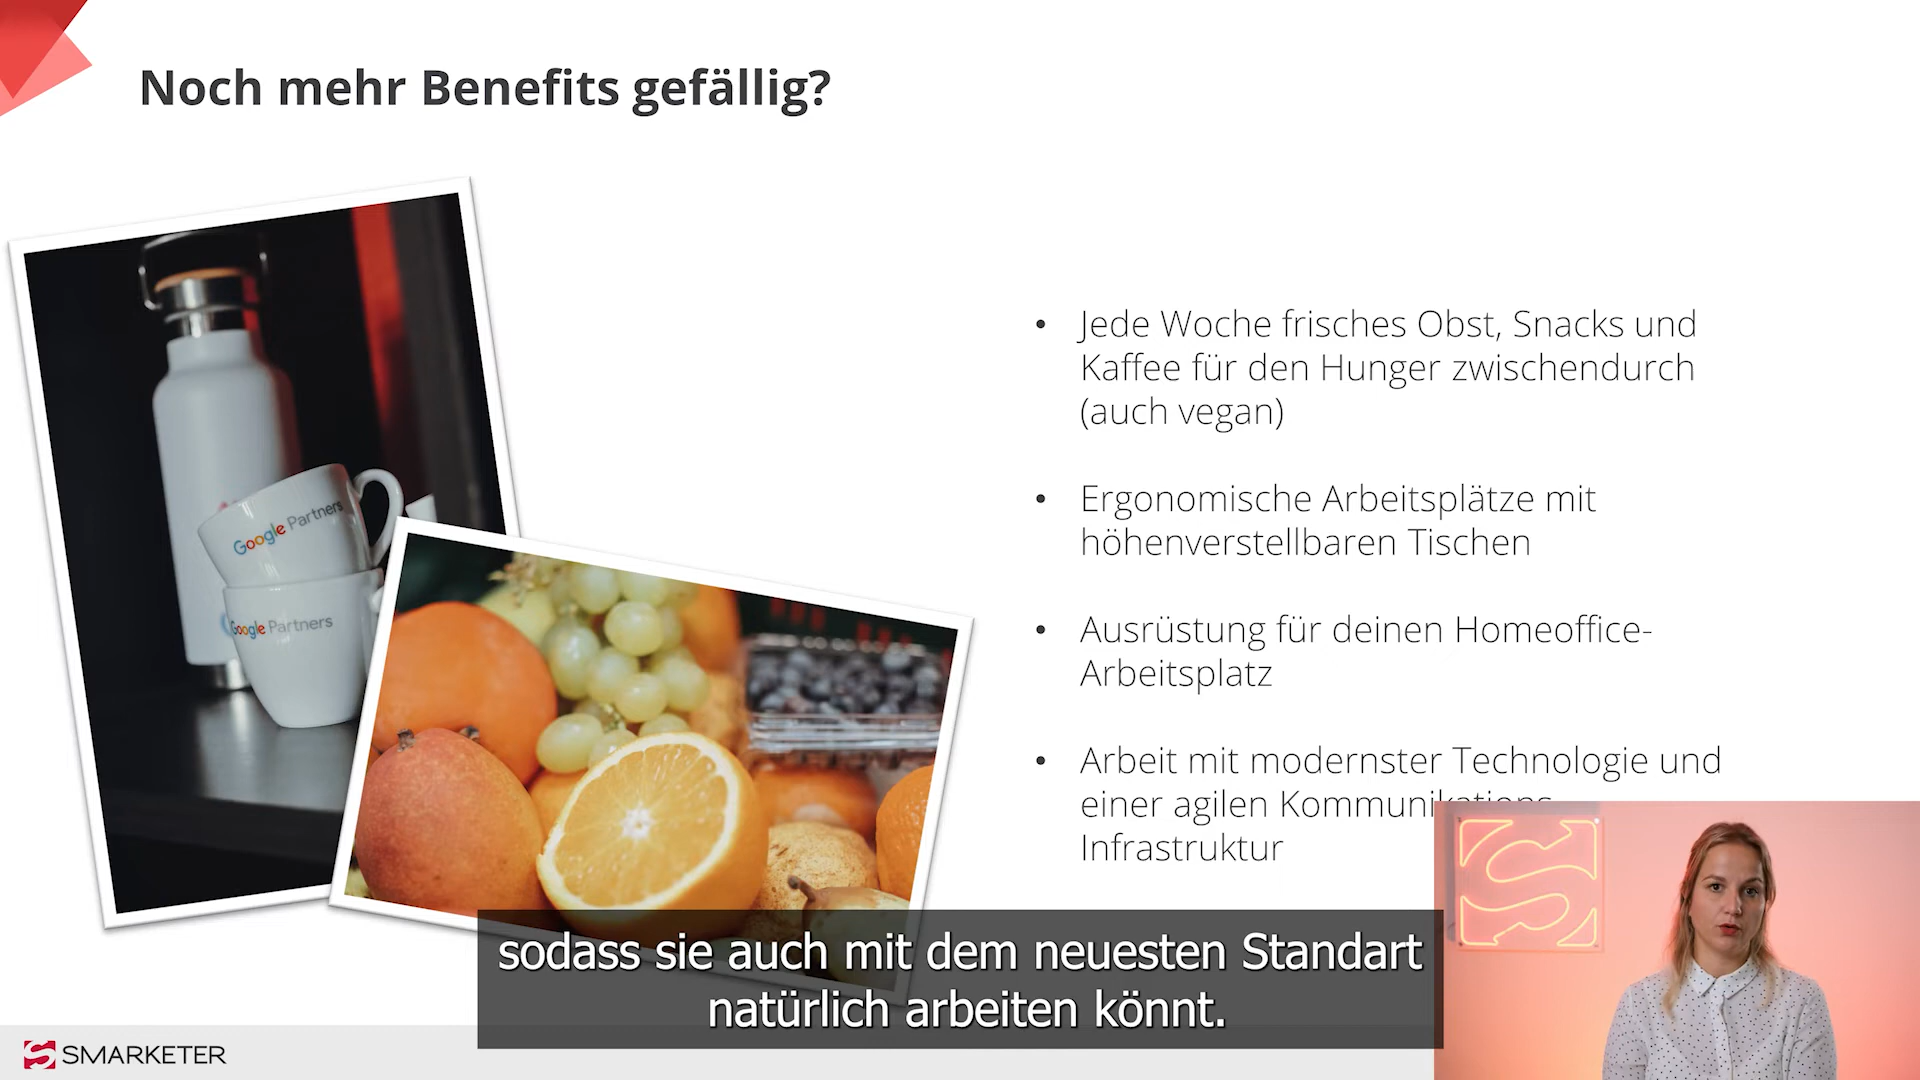 Noch mehr Benefits gefällig?
Google Partners
Google Partners
• Jede Woche frisches Obst, Snacks und
Kaffee für den Hunger zwischendurch
(auch vegan)
• Ergonomische Arbeitsplätze mit
höhenverstellbaren Tischen
• Ausrüstung für deinen Homeoffice-
Arbeitsplatz
• Arbeit mit modernster Technologie und
einer agilen Kommunikations
Infrastruktur
sodass sie auch mit dem neuesten Standart
natürlich arbeiten könnt.
SMARKETER